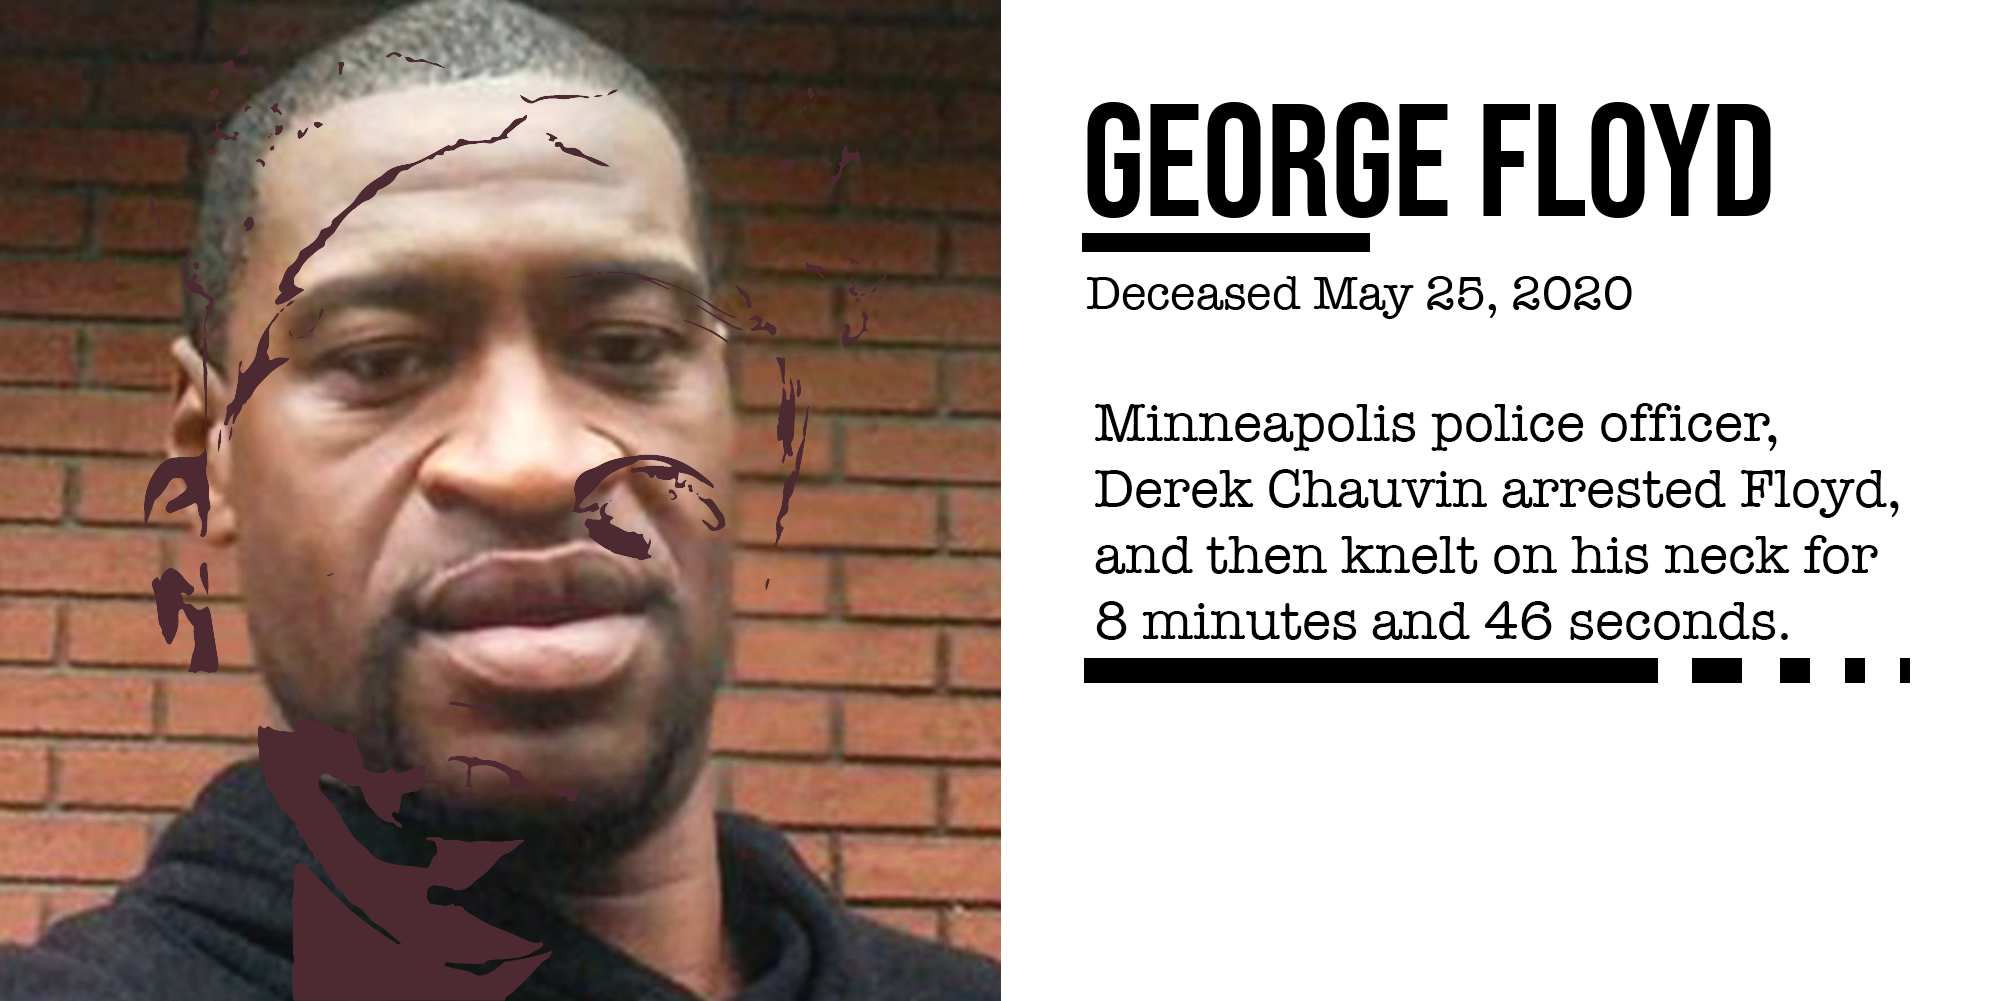 GEORGE FLOYD
Deceased May 25, 2020
Minneapolis police officer,
Derek Chauvin arrested Floyd,
and then knelt on his neck for
8 minutes and 46 seconds.